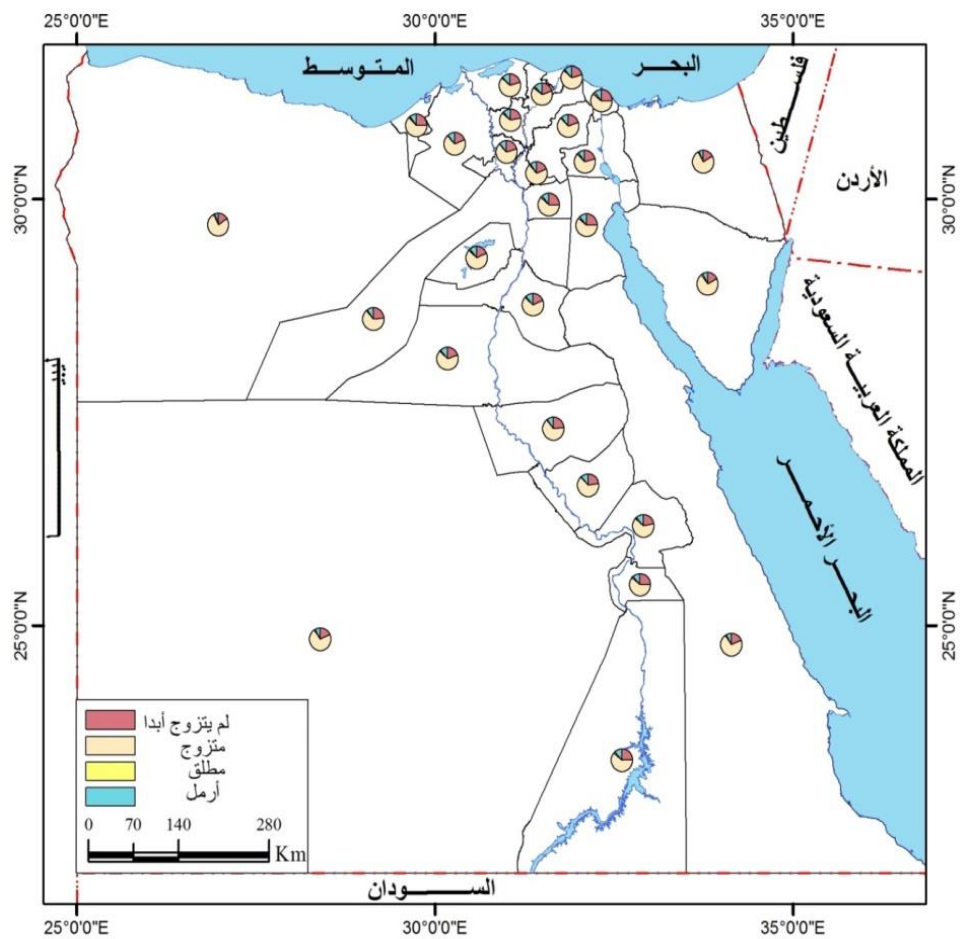 25°0'0"E
30°0'0"E
35°0'0"E
البحر
المتوسط
فلسطين
الأردن
30°0'0"N
30°0'0"N
المملكة العربية السعودية
ليبيا
البحر الأحمر
25°0'0"N
25°0'0"N
لم يتزوج أبدا
متزوج
مطلق
أرمل
0 70 140 280
Km
السودان
25°0'0"E
30°0'0"E
35°0'0"E